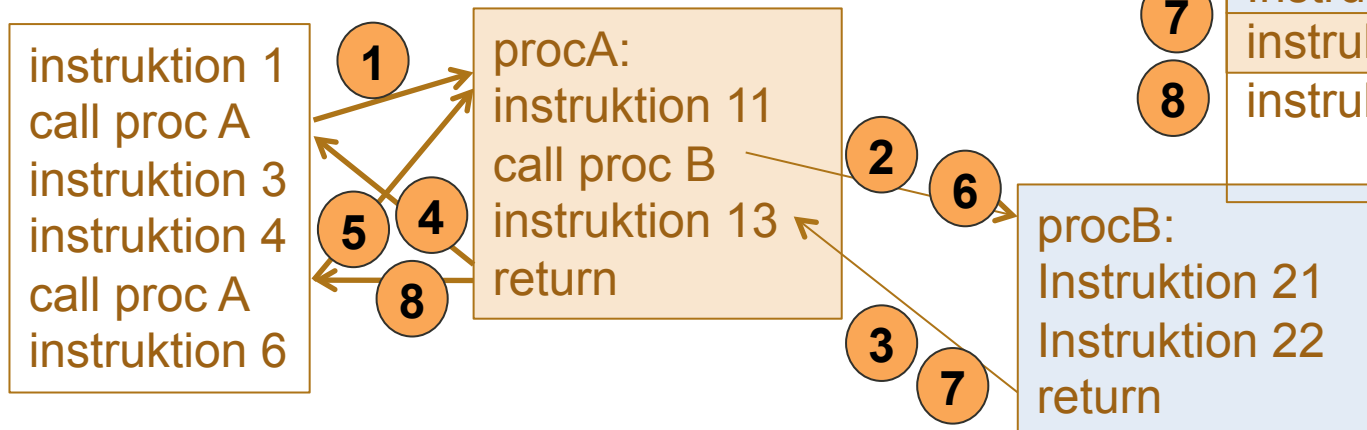 instruktion 1
call proc A
instruktion 3
instruktion 4
call proc A
instruktion 6
1
5
4
8
procA:
instruktion 11
call proc B
instruktion 13
return
2
6
3
7
7
8
procB:
Instruktion 21
Instruktion 22
return